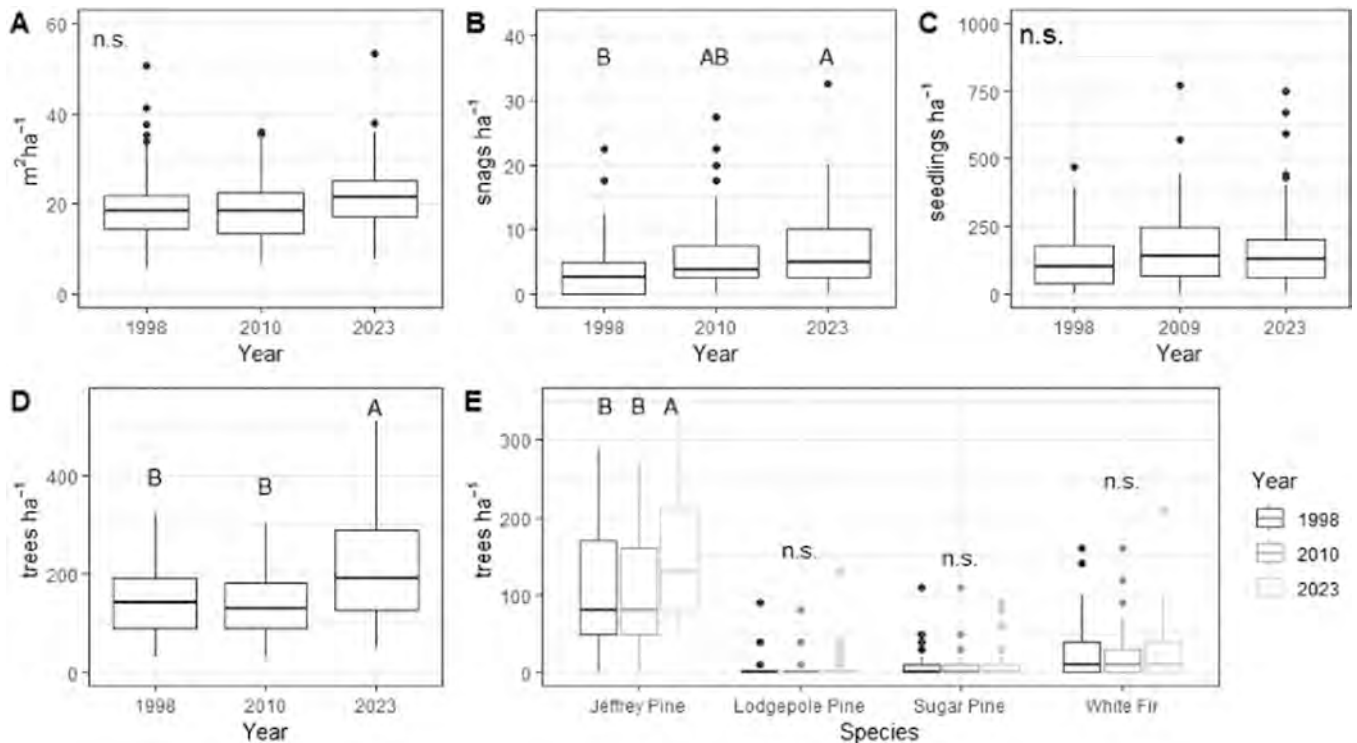 A
n.s.
m²ha⁻¹
60
40
20
0
1998 2010 2023
Year
B
B AB A
snags ha⁻¹
40
30
20
10
0
1998 2010 2023
Year
C
n.s.
seedlings ha⁻¹
1000
750
500
250
0
1998 2009 2023
Year
D
B B A
trees ha⁻¹
400
200
0
1998 2010 2023
Year
E
B B A
n.s.
n.s.
n.s.
trees ha⁻¹
300
200
100
0
Jeffrey Pine Lodgepole Pine Sugar Pine White Fir
Species
Year
1998
2010
2023